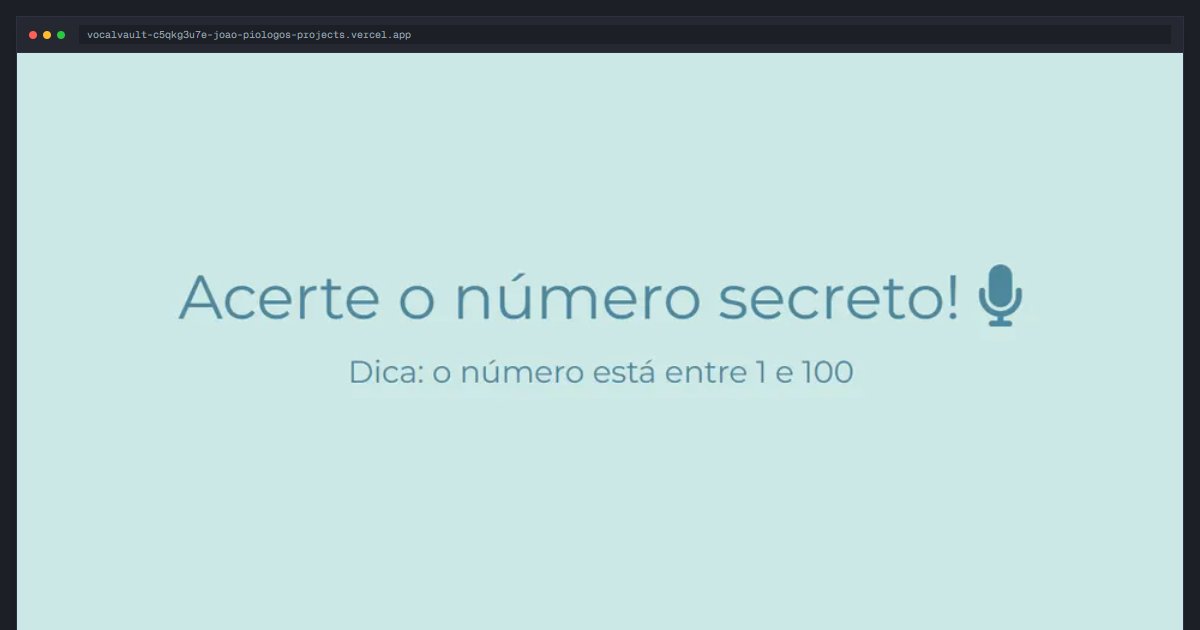 vocalvault-c5qkg3u7e-joao-piologos-projects.vercel.app
Acerte o número secreto!
Dica: o número está entre 1 e 100